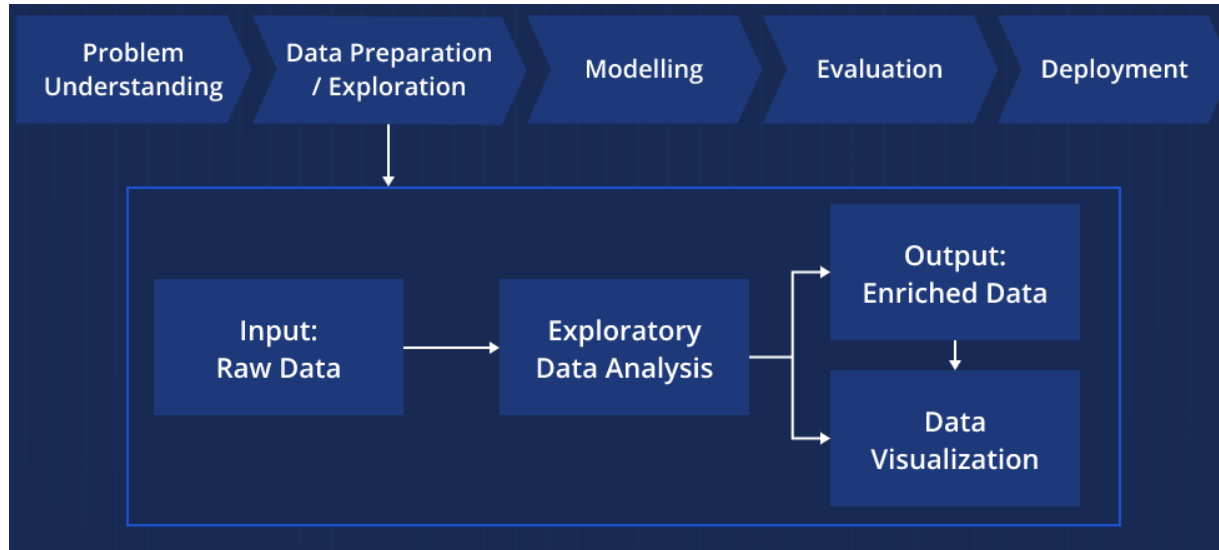 Problem
Understanding
Data Preparation
/ Exploration
Modelling
Evaluation
Deployment
Input:
Raw Data
Exploratory
Data Analysis
Output:
Enriched Data
Data
Visualization